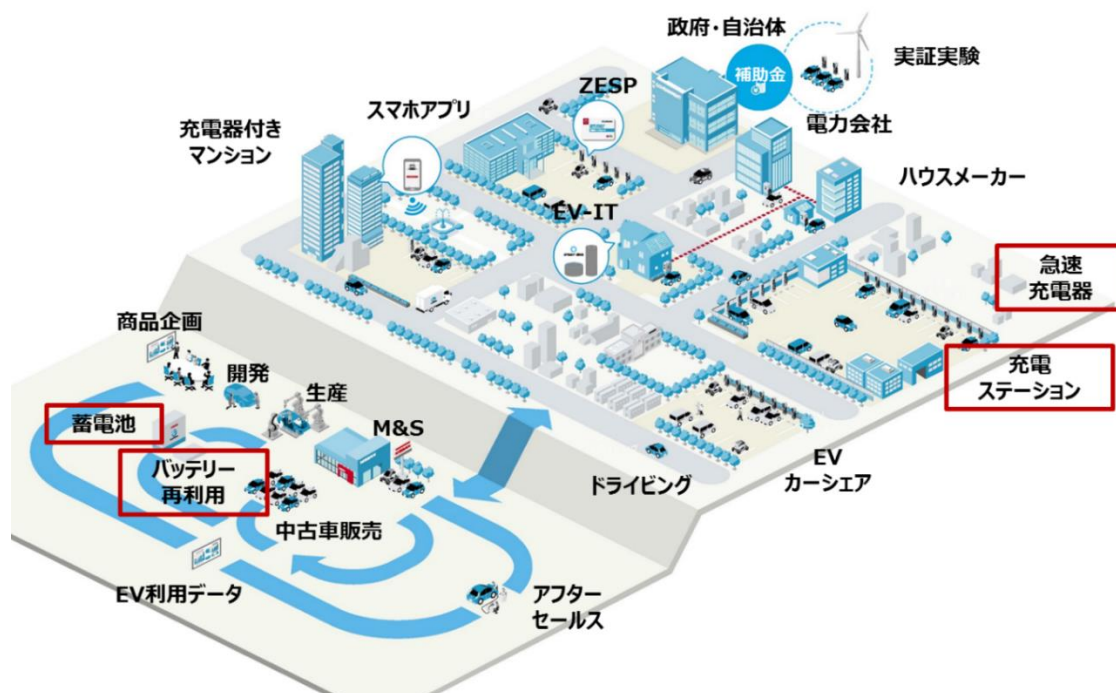 政府・自治体
補助金
実証実験
ZESP
電力会社
スマホアプリ
充電器付き
マンション
ハウスメーカー
EV-IT
急速
充電器
充電
ステーション
商品企画
開発
生産
蓄電池
M&S
バッテリー
再利用
ドライビング
EV
カーシェア
中古車販売
EV利用データ
アフター
セールス